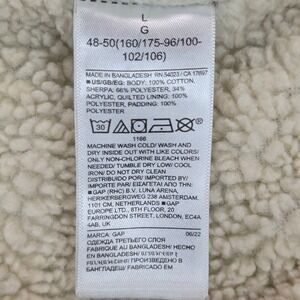 L
G
48-50(160/175-96/100-
102/106)
MADE IN BANGLADESH RN 54023 / CA 17897
US/GB/EG: BODY: 100% COTTON,
SHERPA: 66% POLYESTER, 34%
ACRYLIC, QUILTED LINING: 100%
POLYESTER, PADDING: 100%
POLYESTER
30
1166
MACHINE WASH COLD/ WASH AND
DRY INSIDE OUT WITH LIKE COLORS/
ONLY NON-CHLORINE BLEACH WHEN
NEEDED/ TUMBLE DRY LOW/ COOL
IRON/ DO NOT DRY CLEAN
DISTRIBUIDO POR/ IMPORTED BY/
IMPORTE PAR/ ΕΙΣΑΓΕΤΑΙ ΑΠΟ ΤΗΝ:
GAP (RHC) B.V. LUNA ARENA,
HERIKERBERGWEG 238 AMSTERDAM,
1101 CM, NETHERLANDS GAP
EUROPE LTD., 8TH FLOOR, 20
FARRINGDON STREET, LONDON, EC4A
4AB, UK
MARCA: GAP 06/22
ОДЕЖДА ТРЕТЬЕГО СЛОЯ
FABRIQUE AU BANGLADESH/ HECHO
EN BANGLADESH/
ПРОИЗВЕДЕНО В
БАНГЛАДЕШ/ FABRICADO EM